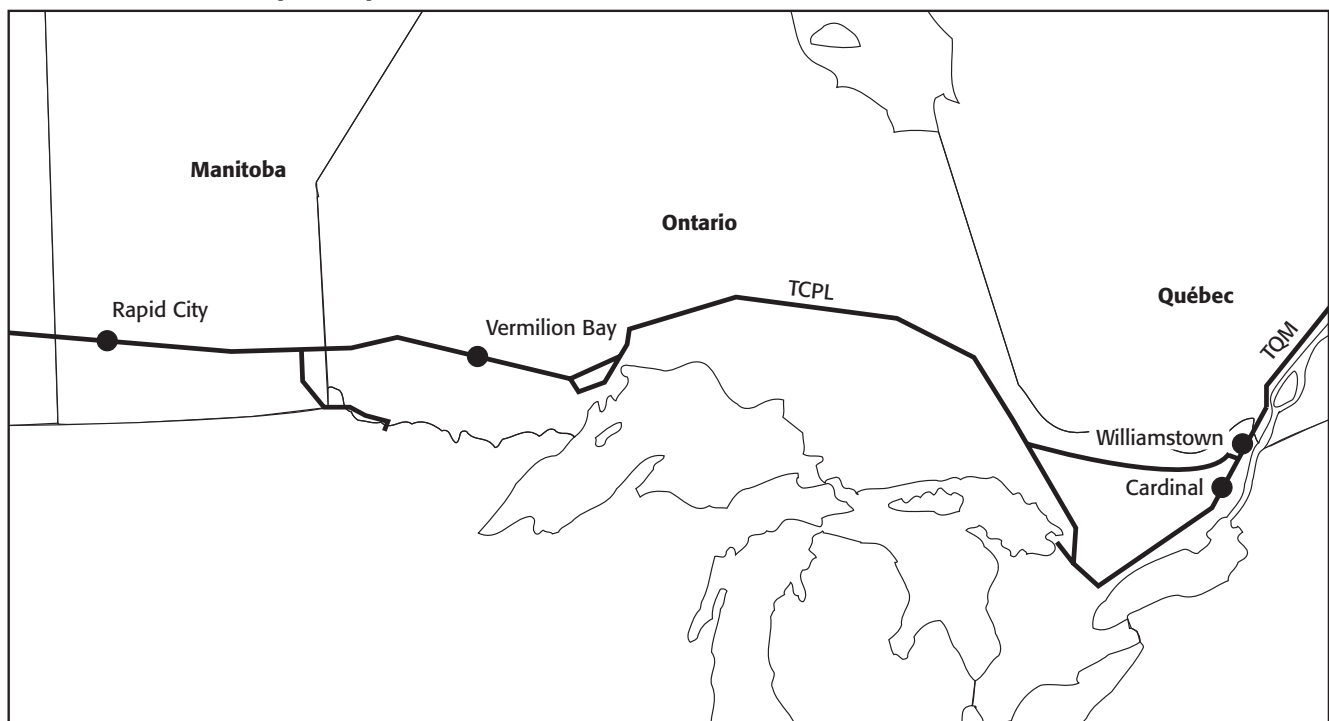 Manitoba
Ontario
TCPL
Québec
Rapid City
Vermilion Bay
TQM
Williamstown
Cardinal